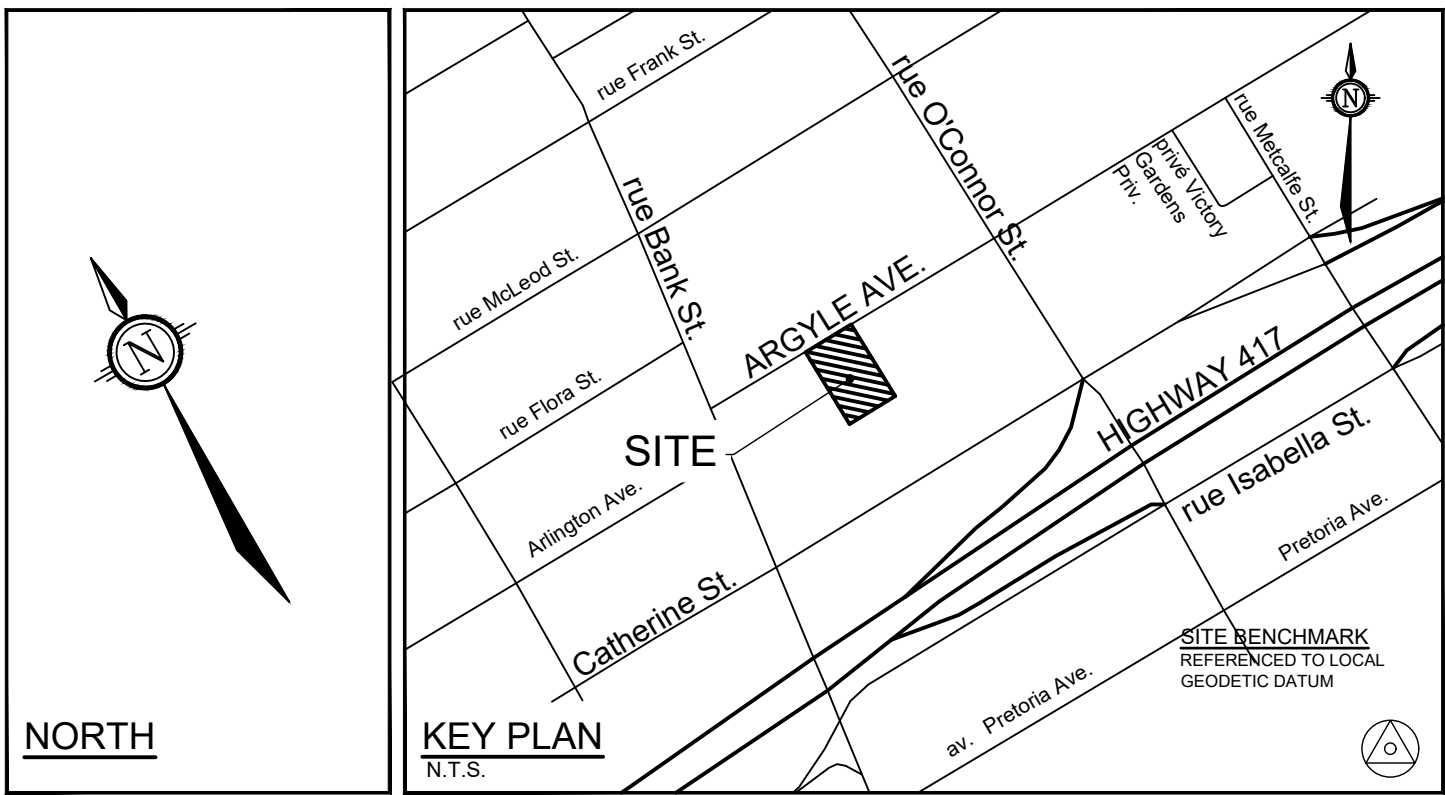 N
NORTH
rue Frank St.
rue O'Connor St.
N
rue Metcalfe St.
privé Victory
Gardens
Priv.
rue Bank St.
rue McLeod St.
ARGYLE AVE.
rue Flora St.
HIGHWAY 417
SITE
rue Isabella St.
Arlington Ave.
Pretoria Ave.
Catherine St.
SITE BENCHMARK
REFERENCED TO LOCAL
GEODETIC DATUM
av. Pretoria Ave.
KEY PLAN
N.T.S.